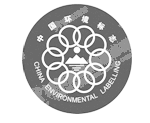 中国环境标志
CHINA ENVIRONMENTAL LABELLING